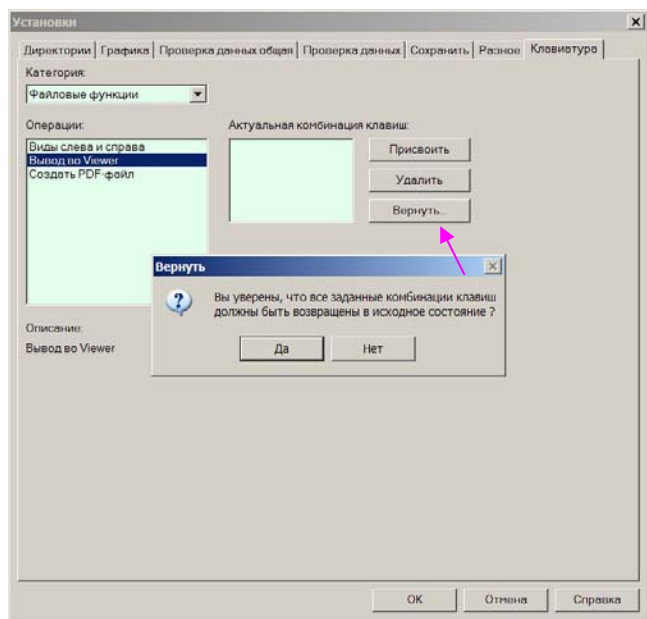 Установки
Директории Графика Проверка данных общая Проверка данных Сохранить Разное Клавиатура
Категория:
Файловые функции
Операции:
Актуальная комбинация клавиш:
Виды слева и справа
Вывод во Viewer
Создать PDF-файл
Присвоить
Удалить
Вернуть...
Вернуть
Вы уверены, что все заданные комбинации клавиш
должны быть возвращены в исходное состояние ?
Да Нет
Описание:
Вывод во Viewer
OK Отмена Справка